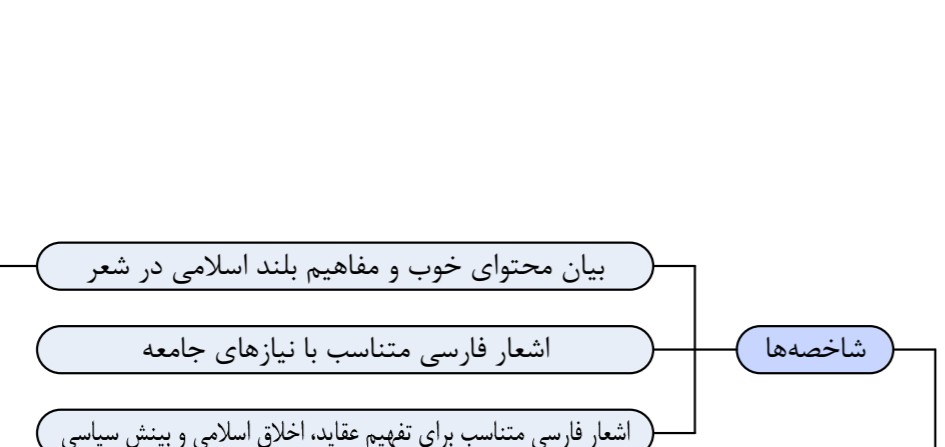 بیان محتوای خوب و مفاهیم بلند اسلامی در شعر
شاخصه‌ها
اشعار فارسی متناسب با نیازهای جامعه
اشعار فارسی متناسب برای تفهیم عقاید، اخلاق اسلامی و بینش سیاسی